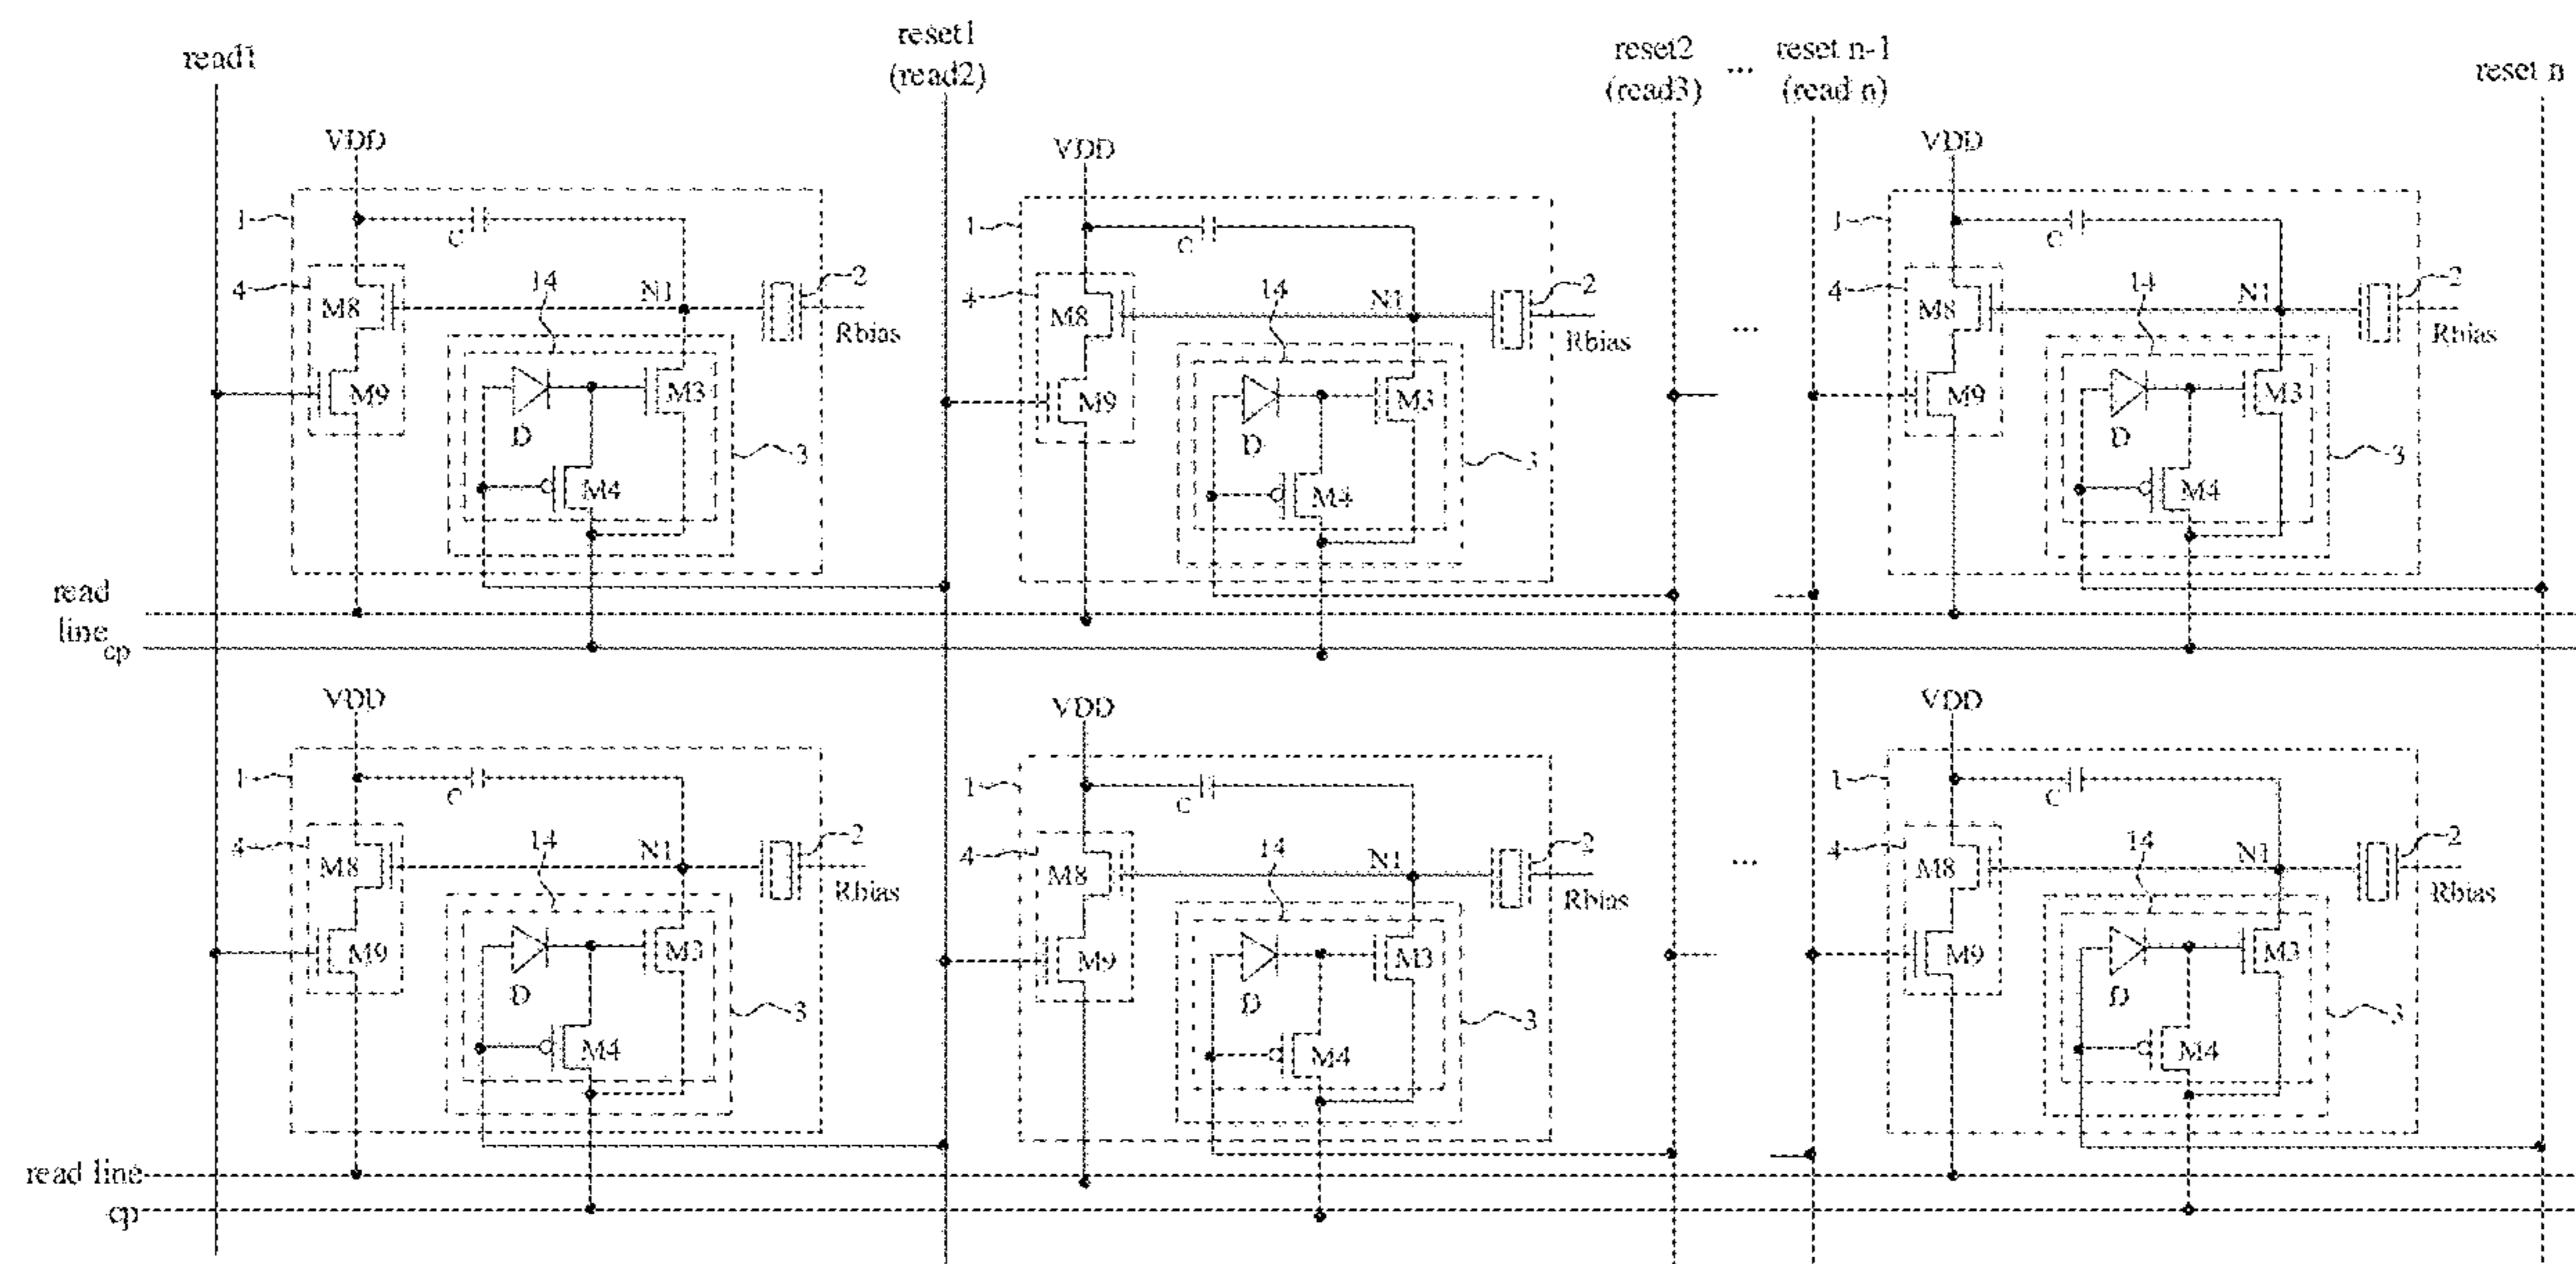 read1
reset1
(read2)
reset2
(read3)
...
reset n-1
(read n)
reset n
VDD
VDD
VDD
1
C
4
M8
14
N1
2
Rbias
M9
D
M3
3
M4
1
C
4
M8
14
N1
2
Rbias
M9
D
M3
3
M4
...
1
C
4
M8
14
N1
2
Rbias
M9
D
M3
3
M4
read
line
cp
VDD
VDD
VDD
1
C
4
M8
14
N1
2
Rbias
M9
D
M3
3
M4
1
C
4
M8
14
N1
2
Rbias
M9
D
M3
3
M4
...
1
C
4
M8
14
N1
2
Rbias
M9
D
M3
3
M4
read line
cp